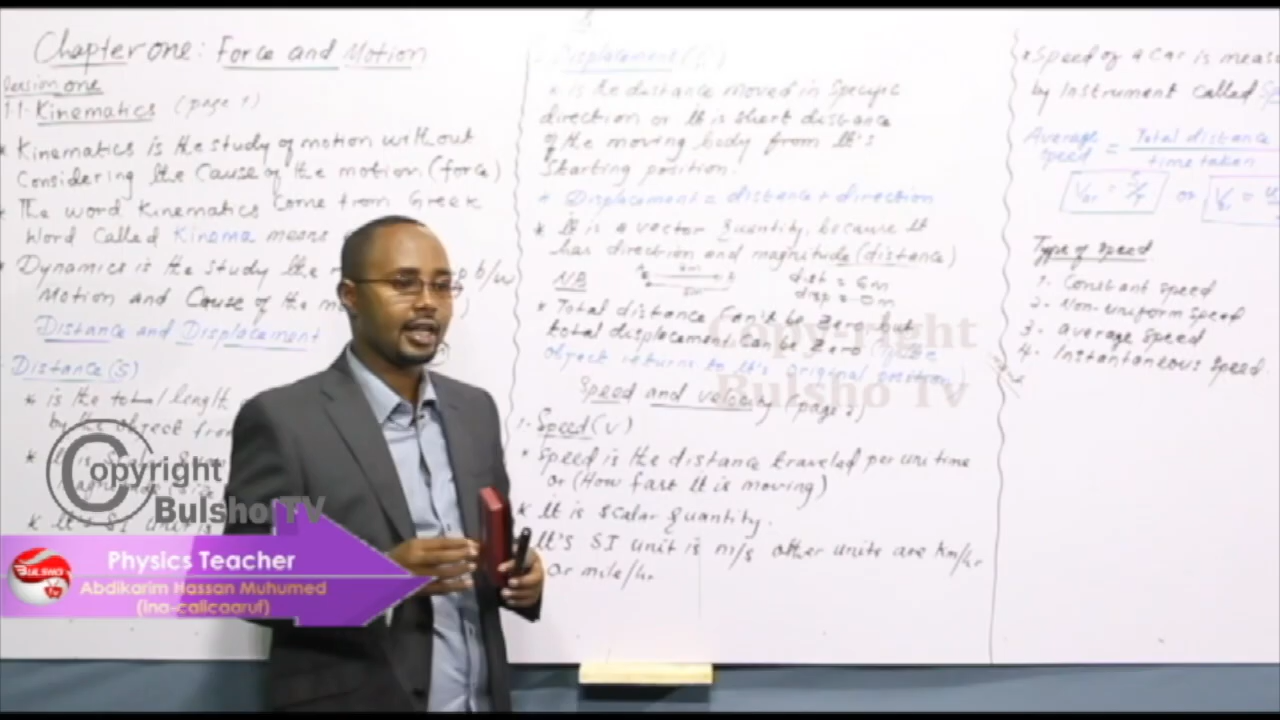 Chapter one: Force and Motion
one
1.1. Kinematics (page 1)
* Kinematics is the study of motion without
Considering the Cause of the motion (force)
* The word Kinematics come from Greek
Word Called Kinema means
* Dynamics is the study the b/w
Motion and Cause of the
Distance and Displacement
Distance (S)
* is the total length
by the object from
*
* It's SI unit is
Displacement
* is the distance moved in specific
direction or It is short distance
of the moving body from It's
Starting position.
* Displacement = distance + direction
* It is a vector quantity, because It
has direction and magnitude (distance)
NB
dist = 6m
disp = 0m
* Total distance Can't be Zero but
total displacement Can be Zero
object returns to It's original position)
Speed and velocity (page 2)
1. Speed (v)
* Speed is the distance traveled per unit time
or (How fast It is moving)
* It is scalar quantity.
It's SI unit is m/s other units are km/hr
or mile/hr
* Speed of a car is
by Instrument called
Average speed = Total distance
time taken
or
Type of Speed
1. Constant speed
2. Non-uniform speed
3. average speed
4. Instantaneous speed
Copy-right
Bulsho Tv
Copyright
Bulsho TV
BULSHO
Tv
Physics Teacher
Abdikarim Hassan Muhumed